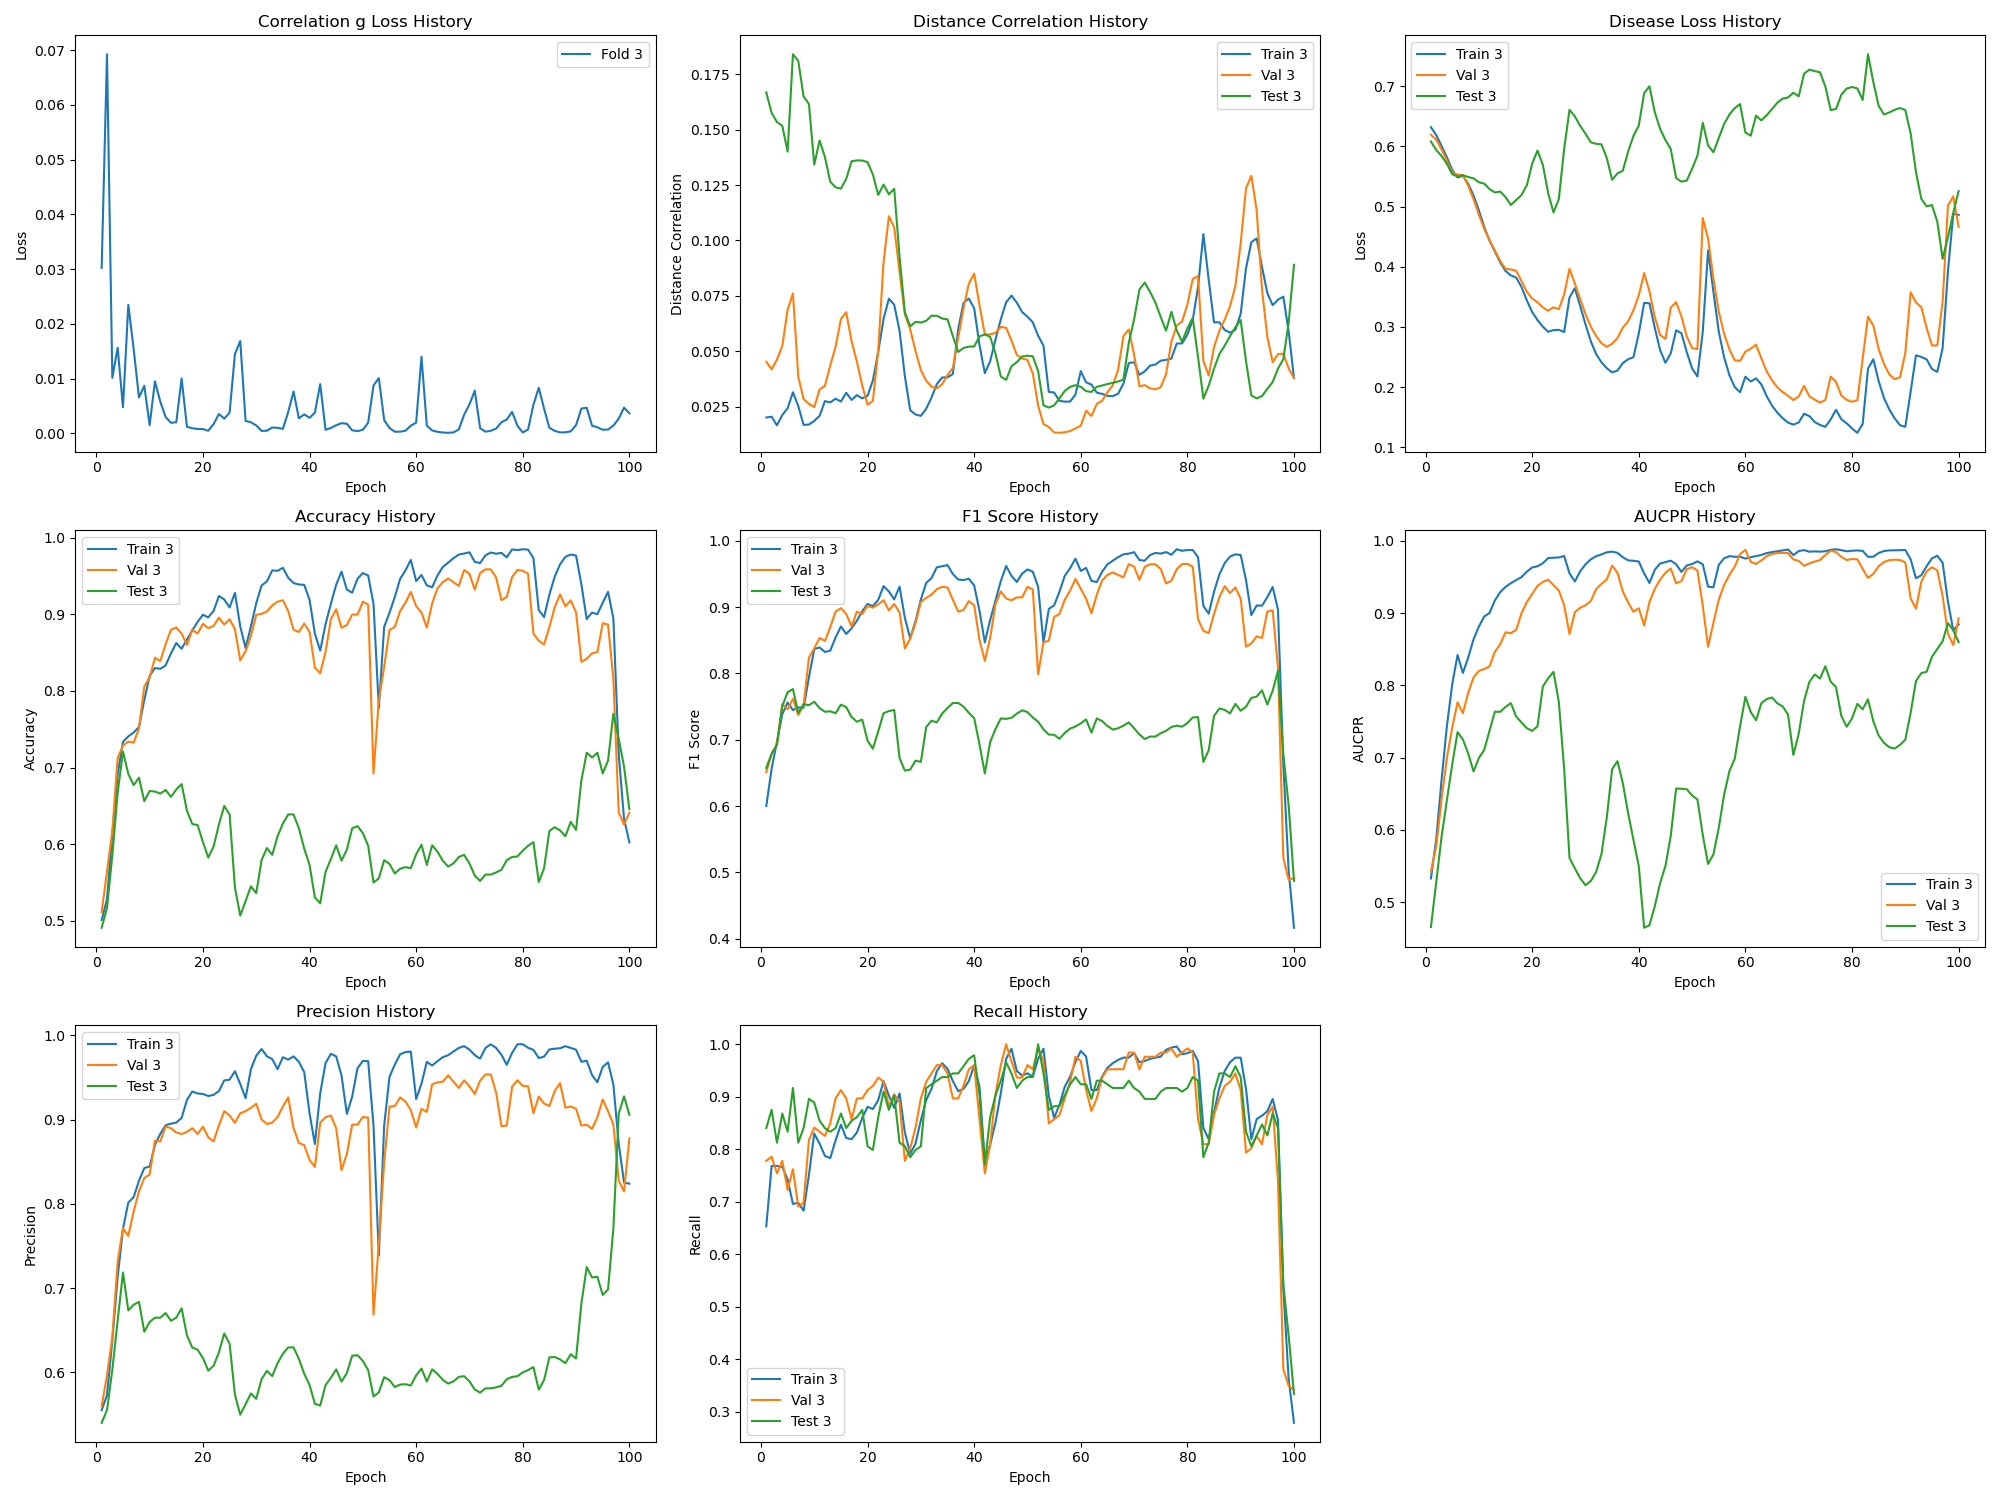 Correlation g Loss History
Loss
0.07
0.06
0.05
0.04
0.03
0.02
0.01
0.00
Fold 3
0 20 40 60 80 100
Epoch
Distance Correlation History
Distance Correlation
0.175
0.150
0.125
0.100
0.075
0.050
0.025
Train 3
Val 3
Test 3
0 20 40 60 80 100
Epoch
Disease Loss History
Loss
0.7
0.6
0.5
0.4
0.3
0.2
0.1
Train 3
Val 3
Test 3
0 20 40 60 80 100
Epoch
Accuracy History
Accuracy
1.0
0.9
0.8
0.7
0.6
0.5
Train 3
Val 3
Test 3
0 20 40 60 80 100
Epoch
F1 Score History
F1 Score
1.0
0.9
0.8
0.7
0.6
0.5
0.4
Train 3
Val 3
Test 3
0 20 40 60 80 100
Epoch
AUCPR History
AUCPR
1.0
0.9
0.8
0.7
0.6
0.5
Train 3
Val 3
Test 3
0 20 40 60 80 100
Epoch
Precision History
Precision
1.0
0.9
0.8
0.7
0.6
Train 3
Val 3
Test 3
0 20 40 60 80 100
Epoch
Recall History
Recall
1.0
0.9
0.8
0.7
0.6
0.5
0.4
0.3
Train 3
Val 3
Test 3
0 20 40 60 80 100
Epoch